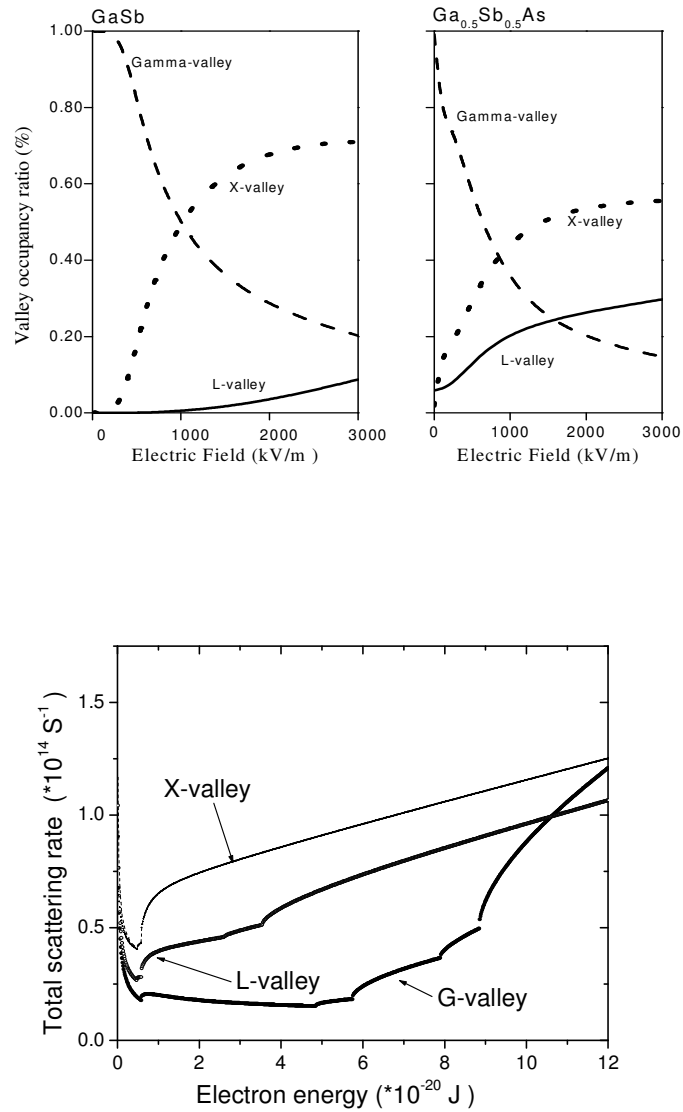 GaSb
Ga0.5Sb0.5As
Valley occupancy ratio (%)
1.00
0.80
0.60
0.40
0.20
0.00
Gamma-valley
X-valley
L-valley
0 1000 2000 3000
Electric Field (kV/m )
Gamma-valley
X-valley
L-valley
0 1000 2000 3000
Electric Field (kV/m)
Total scattering rate (*10^14 S^-1)
1.5
1.0
0.5
0.0
X-valley
L-valley
G-valley
0 2 4 6 8 10 12
Electron energy (*10^-20 J )